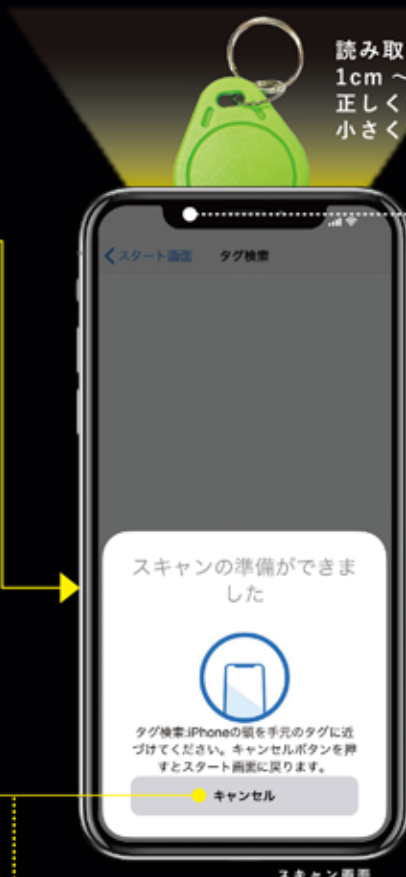 読み取
1cm ～
正しく
小さく
スタート画面 タグ検索
スキャンの準備ができま
した
タグ検索:iPhoneの頭を手元のタグに近
づけてください。キャンセルボタンを押
すとスタート画面に戻ります。
キャンセル
スキャン画面